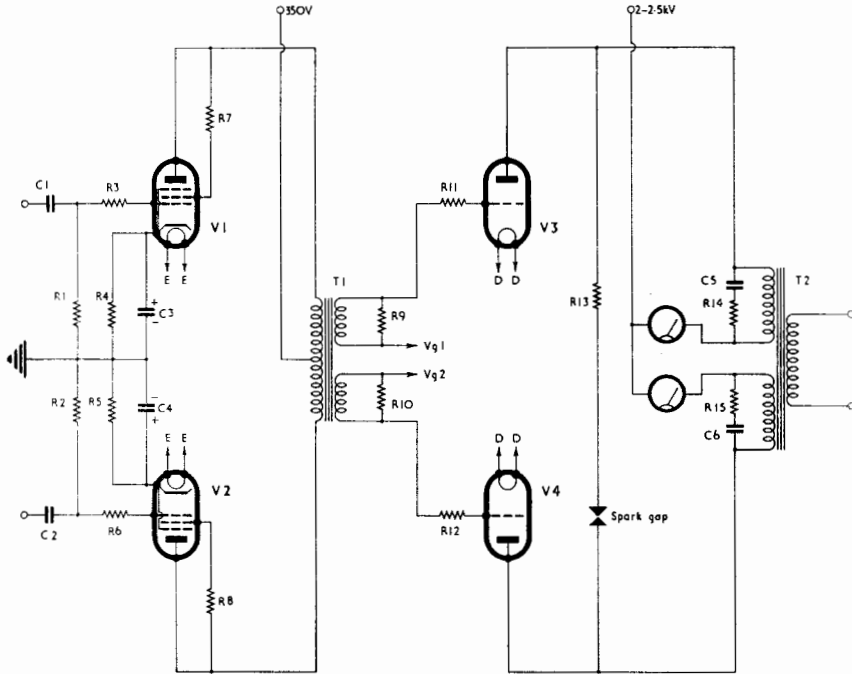 350V
2-2·5kV
R7
C1
R3
R11
V1
V3
E E
D D
T1
C5
T2
R1
R4
C3
+
−
R9
R13
R14
Vg1
Vg2
R2
R5
C4
−
+
R10
R15
C6
E E
D D
V2
V4
C2
R6
R12
Spark gap
R8